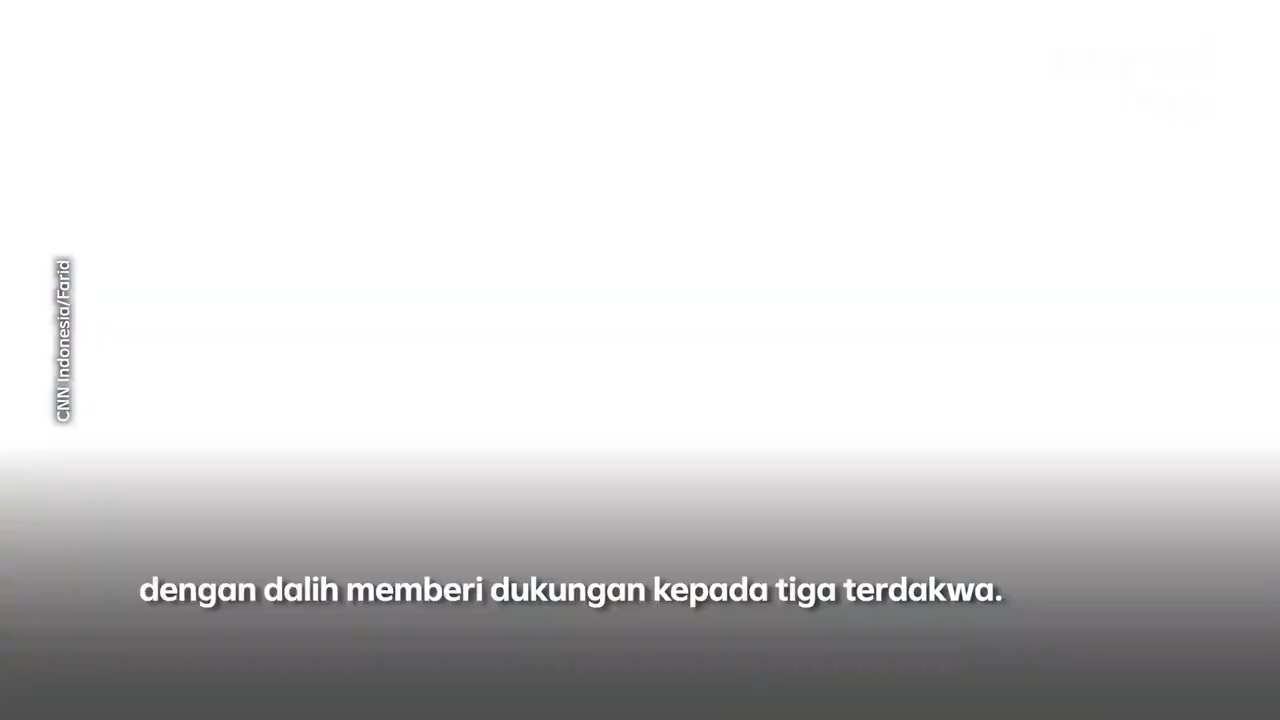 CNN Indonesia/Farid
dengan dalih memberi dukungan kepada tiga terdakwa.